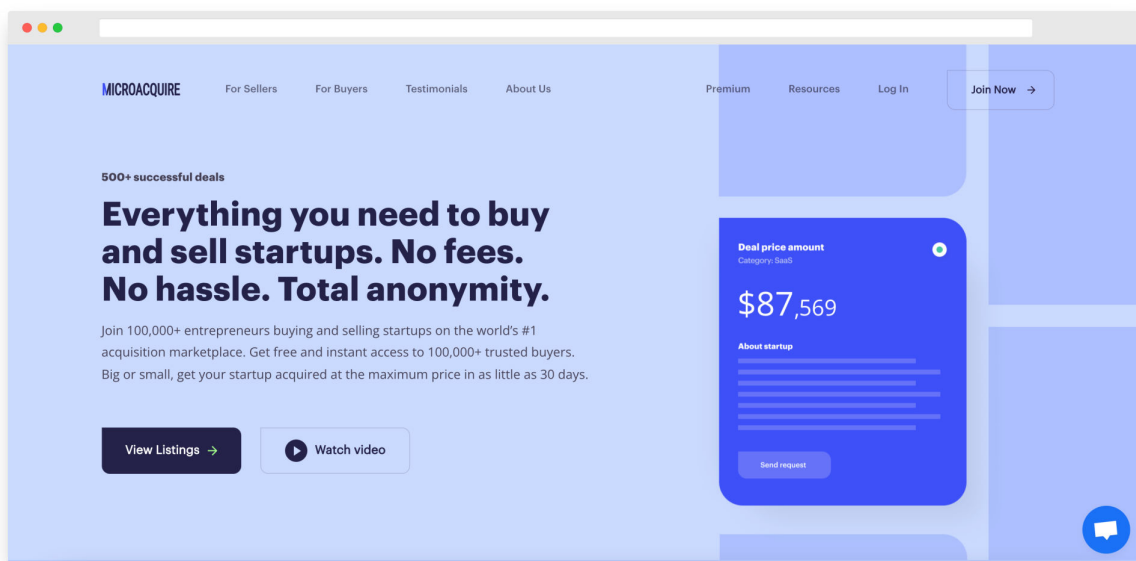 MICROACQUIRE
For Sellers
For Buyers
Testimonials
About Us
Premium
Resources
Log In
Join Now →
500+ successful deals
Everything you need to buy
and sell startups. No fees.
No hassle. Total anonymity.
Join 100,000+ entrepreneurs buying and selling startups on the world's #1
acquisition marketplace. Get free and instant access to 100,000+ trusted buyers.
Big or small, get your startup acquired at the maximum price in as little as 30 days.
View Listings →
Watch video
Deal price amount
Category: SaaS
$87,569
About startup
Send request